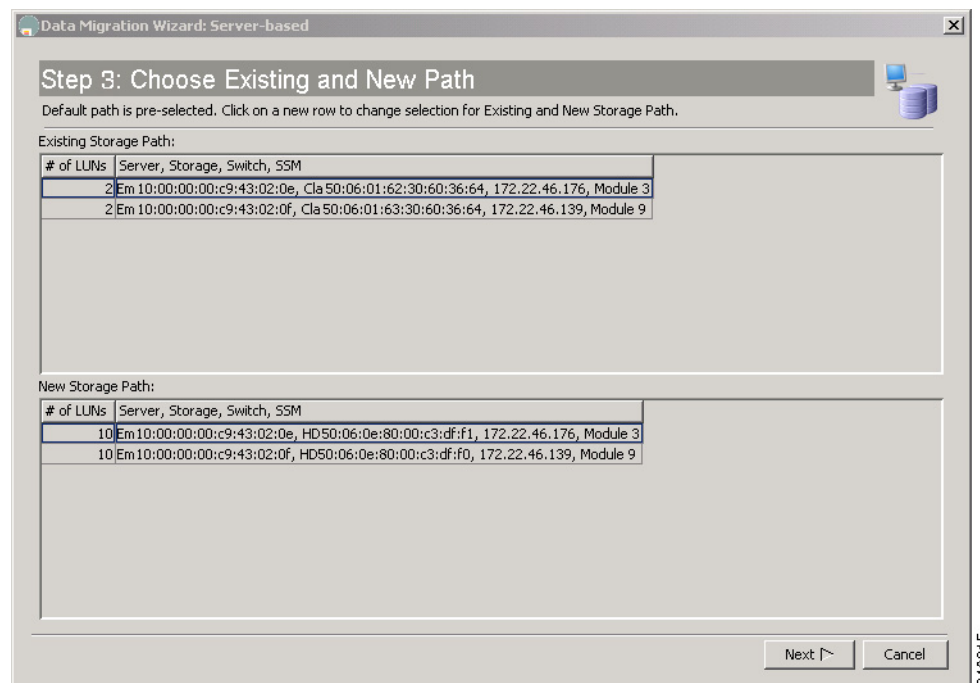 Data Migration Wizard: Server-based
Step 3: Choose Existing and New Path
Default path is pre-selected. Click on a new row to change selection for Existing and New Storage Path.
Existing Storage Path:
# of LUNs Server, Storage, Switch, SSM
2 Em 10:00:00:00:c9:43:02:0e, Cla 50:06:01:62:30:60:36:64, 172.22.46.176, Module 3
2 Em 10:00:00:00:c9:43:02:0f, Cla 50:06:01:63:30:60:36:64, 172.22.46.139, Module 9
New Storage Path:
# of LUNs Server, Storage, Switch, SSM
10 Em 10:00:00:00:c9:43:02:0e, HD 50:06:0e:80:00:c3:df:f1, 172.22.46.176, Module 3
10 Em 10:00:00:00:c9:43:02:0f, HD 50:06:0e:80:00:c3:df:f0, 172.22.46.139, Module 9
Next Cancel